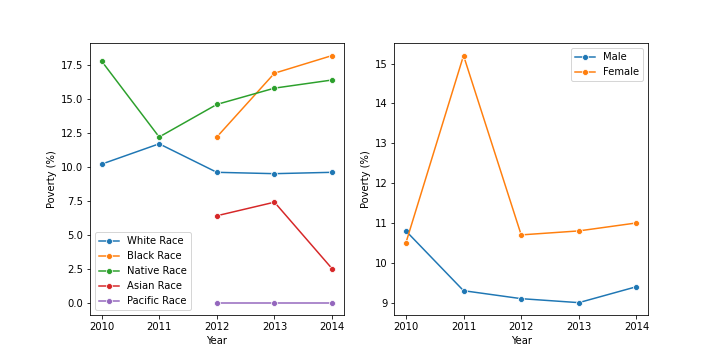 Poverty (%)
17.5
15.0
12.5
10.0
7.5
5.0
2.5
0.0
White Race
Black Race
Native Race
Asian Race
Pacific Race
2010 2011 2012 2013 2014
Year
Poverty (%)
15
14
13
12
11
10
9
Male
Female
2010 2011 2012 2013 2014
Year